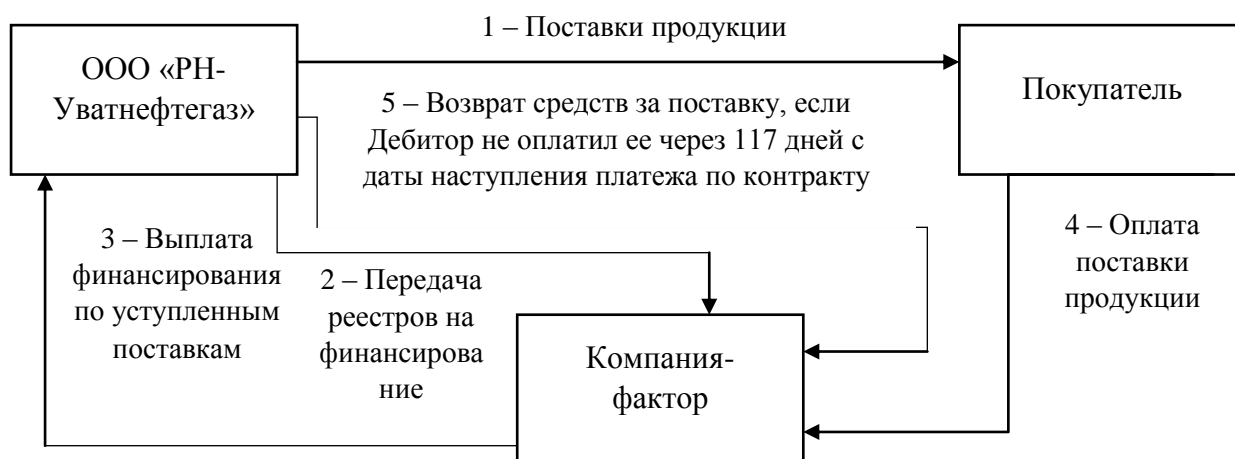 1 – Поставки продукции
ООО «РН-
Уватнефтегаз»
Покупатель
5 – Возврат средств за поставку, если
Дебитор не оплатил ее через 117 дней с
даты наступления платежа по контракту
3 – Выплата
финансирования
по уступленным
поставкам
2 – Передача
реестров на
финансирова
ние
4 – Оплата
поставки
продукции
Компания-
фактор